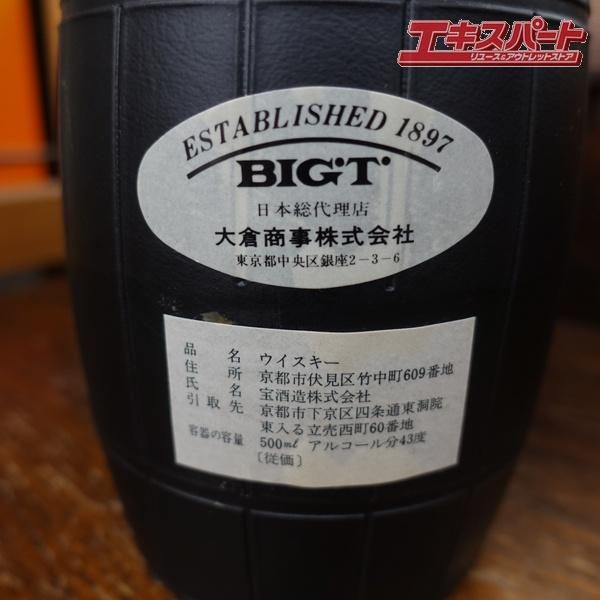 エキスパート
リユース&アウトレットストア
ESTABLISHED 1897
BIG·T·
日本総代理店
大倉商事株式会社
東京都中央区銀座2-3-6
品名 ウイスキー
住所 京都市伏見区竹中町609番地
氏名 宝酒造株式会社
引取先 京都市下京区四条通東洞院
東入る立売西町60番地
容器の容量 500ml アルコール分43度
〔従価〕